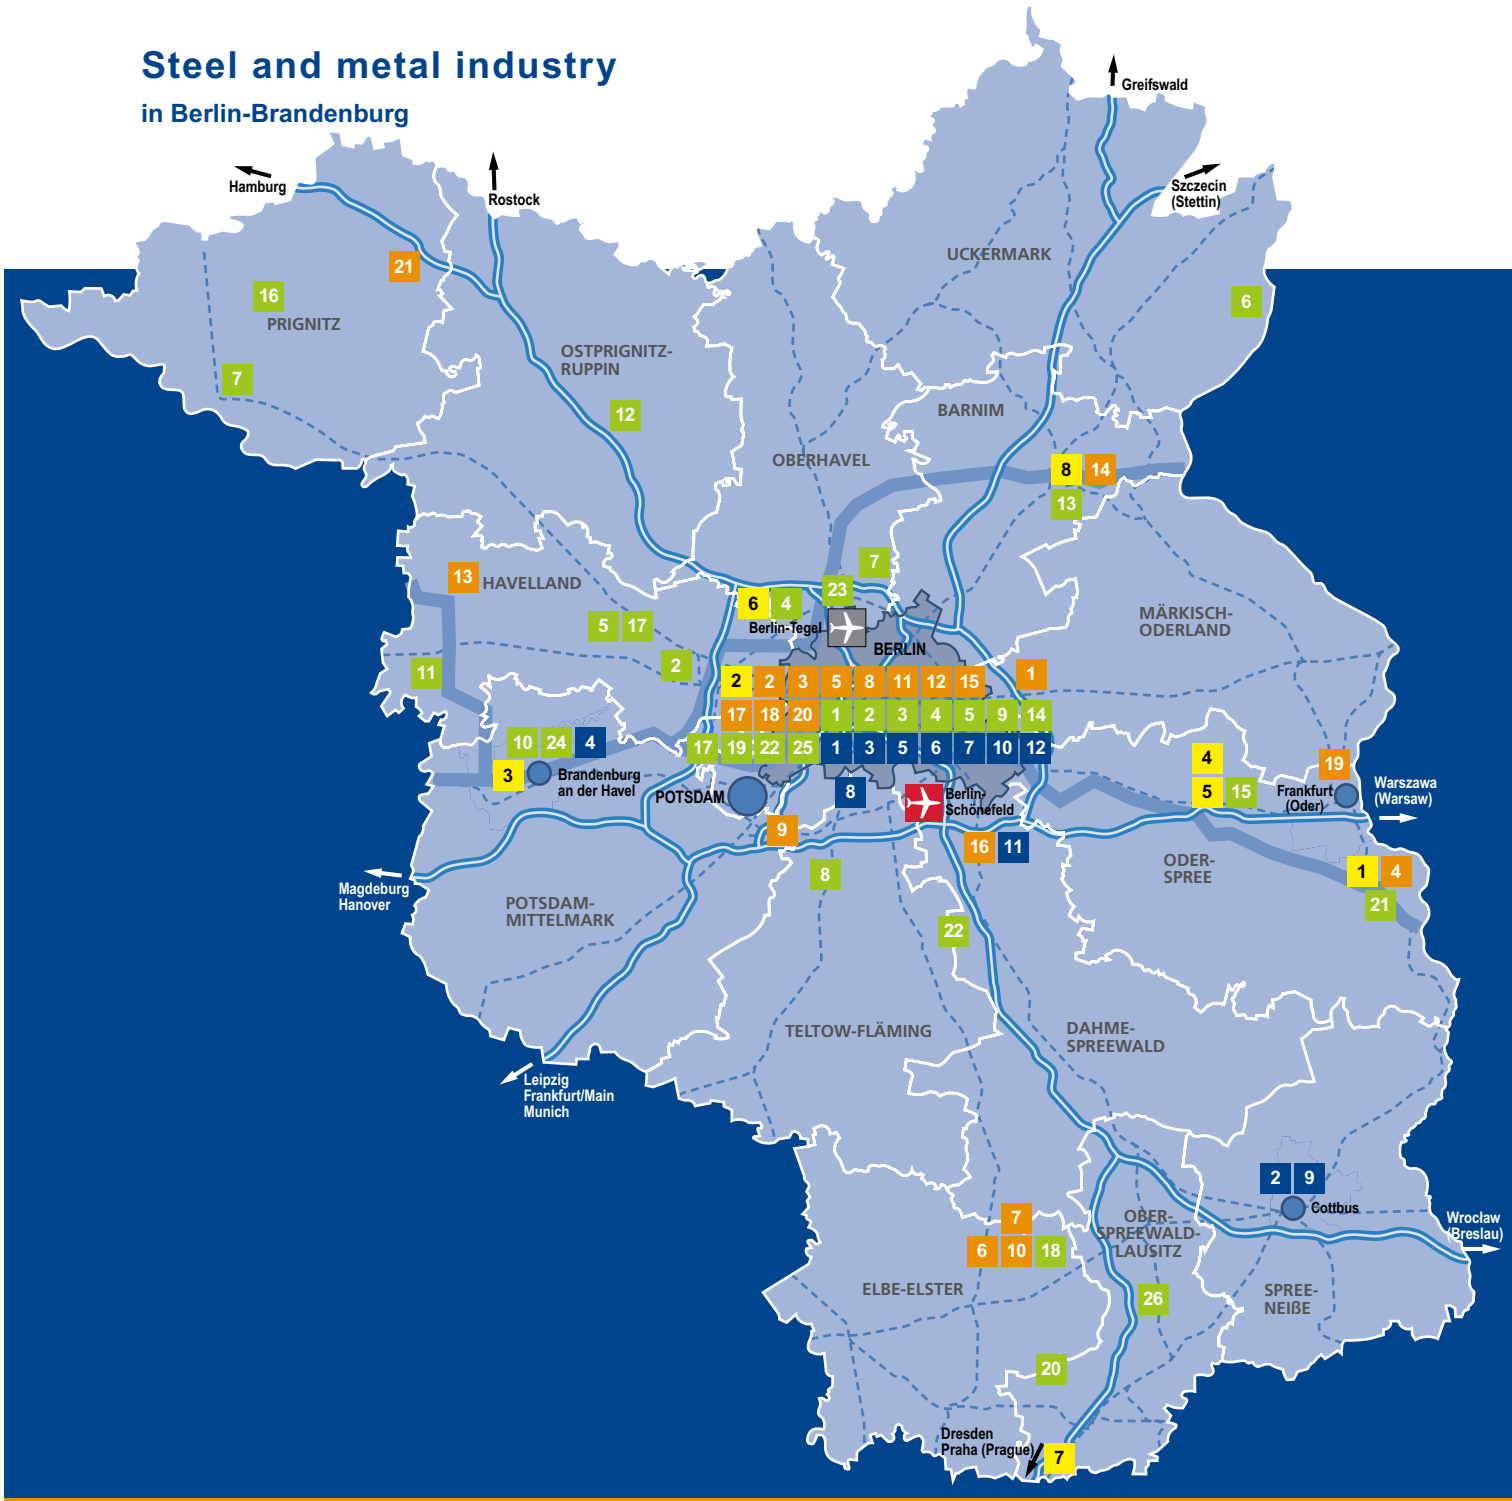 Steel and metal industry
in Berlin-Brandenburg
Greifswald
Hamburg
Rostock
Szczecin
(Stettin)
UCKERMARK
21
16
PRIGNITZ
6
OSTPRIGNITZ-
RUPPIN
7
12
BARNIM
OBERHAVEL
8 14
13
7
13 HAVELLAND
23
6 4
Berlin-Tegel
MÄRKISCH-
ODERLAND
5 17
BERLIN
2
11
2 2 3 5 8 11 12 15
1
17 18 20 1 2 3 4 5 9 14
17 19 22 25 1 3 5 6 7 10 12
10 24 4
3
Brandenburg
an der Havel
POTSDAM
8
Berlin-
Schönefeld
4
5 15
19
Frankfurt
(Oder)
Warszawa
(Warsaw)
9
16 11
ODER-
SPREE
8
1 4
21
Magdeburg
Hanover
POTSDAM-
MITTELMARK
22
TELTOW-FLÄMING
DAHME-
SPREEWALD
Leipzig
Frankfurt/Main
Munich
2 9
Cottbus
7
6 10 18
OBER-
SPREEWALD-
LAUSITZ
Wrocław
(Breslau)
ELBE-ELSTER
26
SPREE-
NEIßE
20
Dresden
Praha (Prague)
7